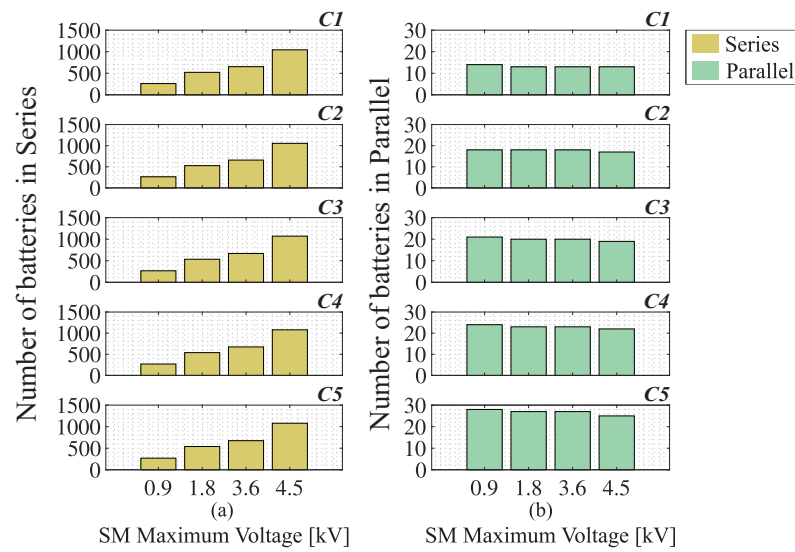 Number of batteries in Series
C1
1500
1000
500
0
C2
1500
1000
500
0
C3
1500
1000
500
0
C4
1500
1000
500
0
C5
1500
1000
500
0
0.9 1.8 3.6 4.5
(a)
SM Maximum Voltage [kV]
Number of batteries in Parallel
C1
30
20
10
0
C2
30
20
10
0
C3
30
20
10
0
C4
30
20
10
0
C5
30
20
10
0
0.9 1.8 3.6 4.5
(b)
SM Maximum Voltage [kV]
Series
Parallel